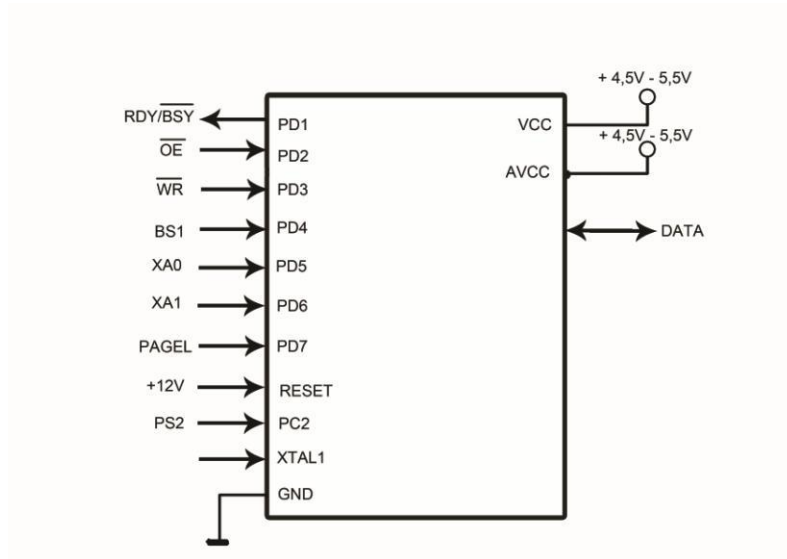 + 4,5V - 5,5V
RDY/BSY
PD1
VCC
+ 4,5V - 5,5V
OE
PD2
AVCC
WR
PD3
BS1
PD4
DATA
XA0
PD5
XA1
PD6
PAGEL
PD7
+12V
RESET
PS2
PC2
XTAL1
GND